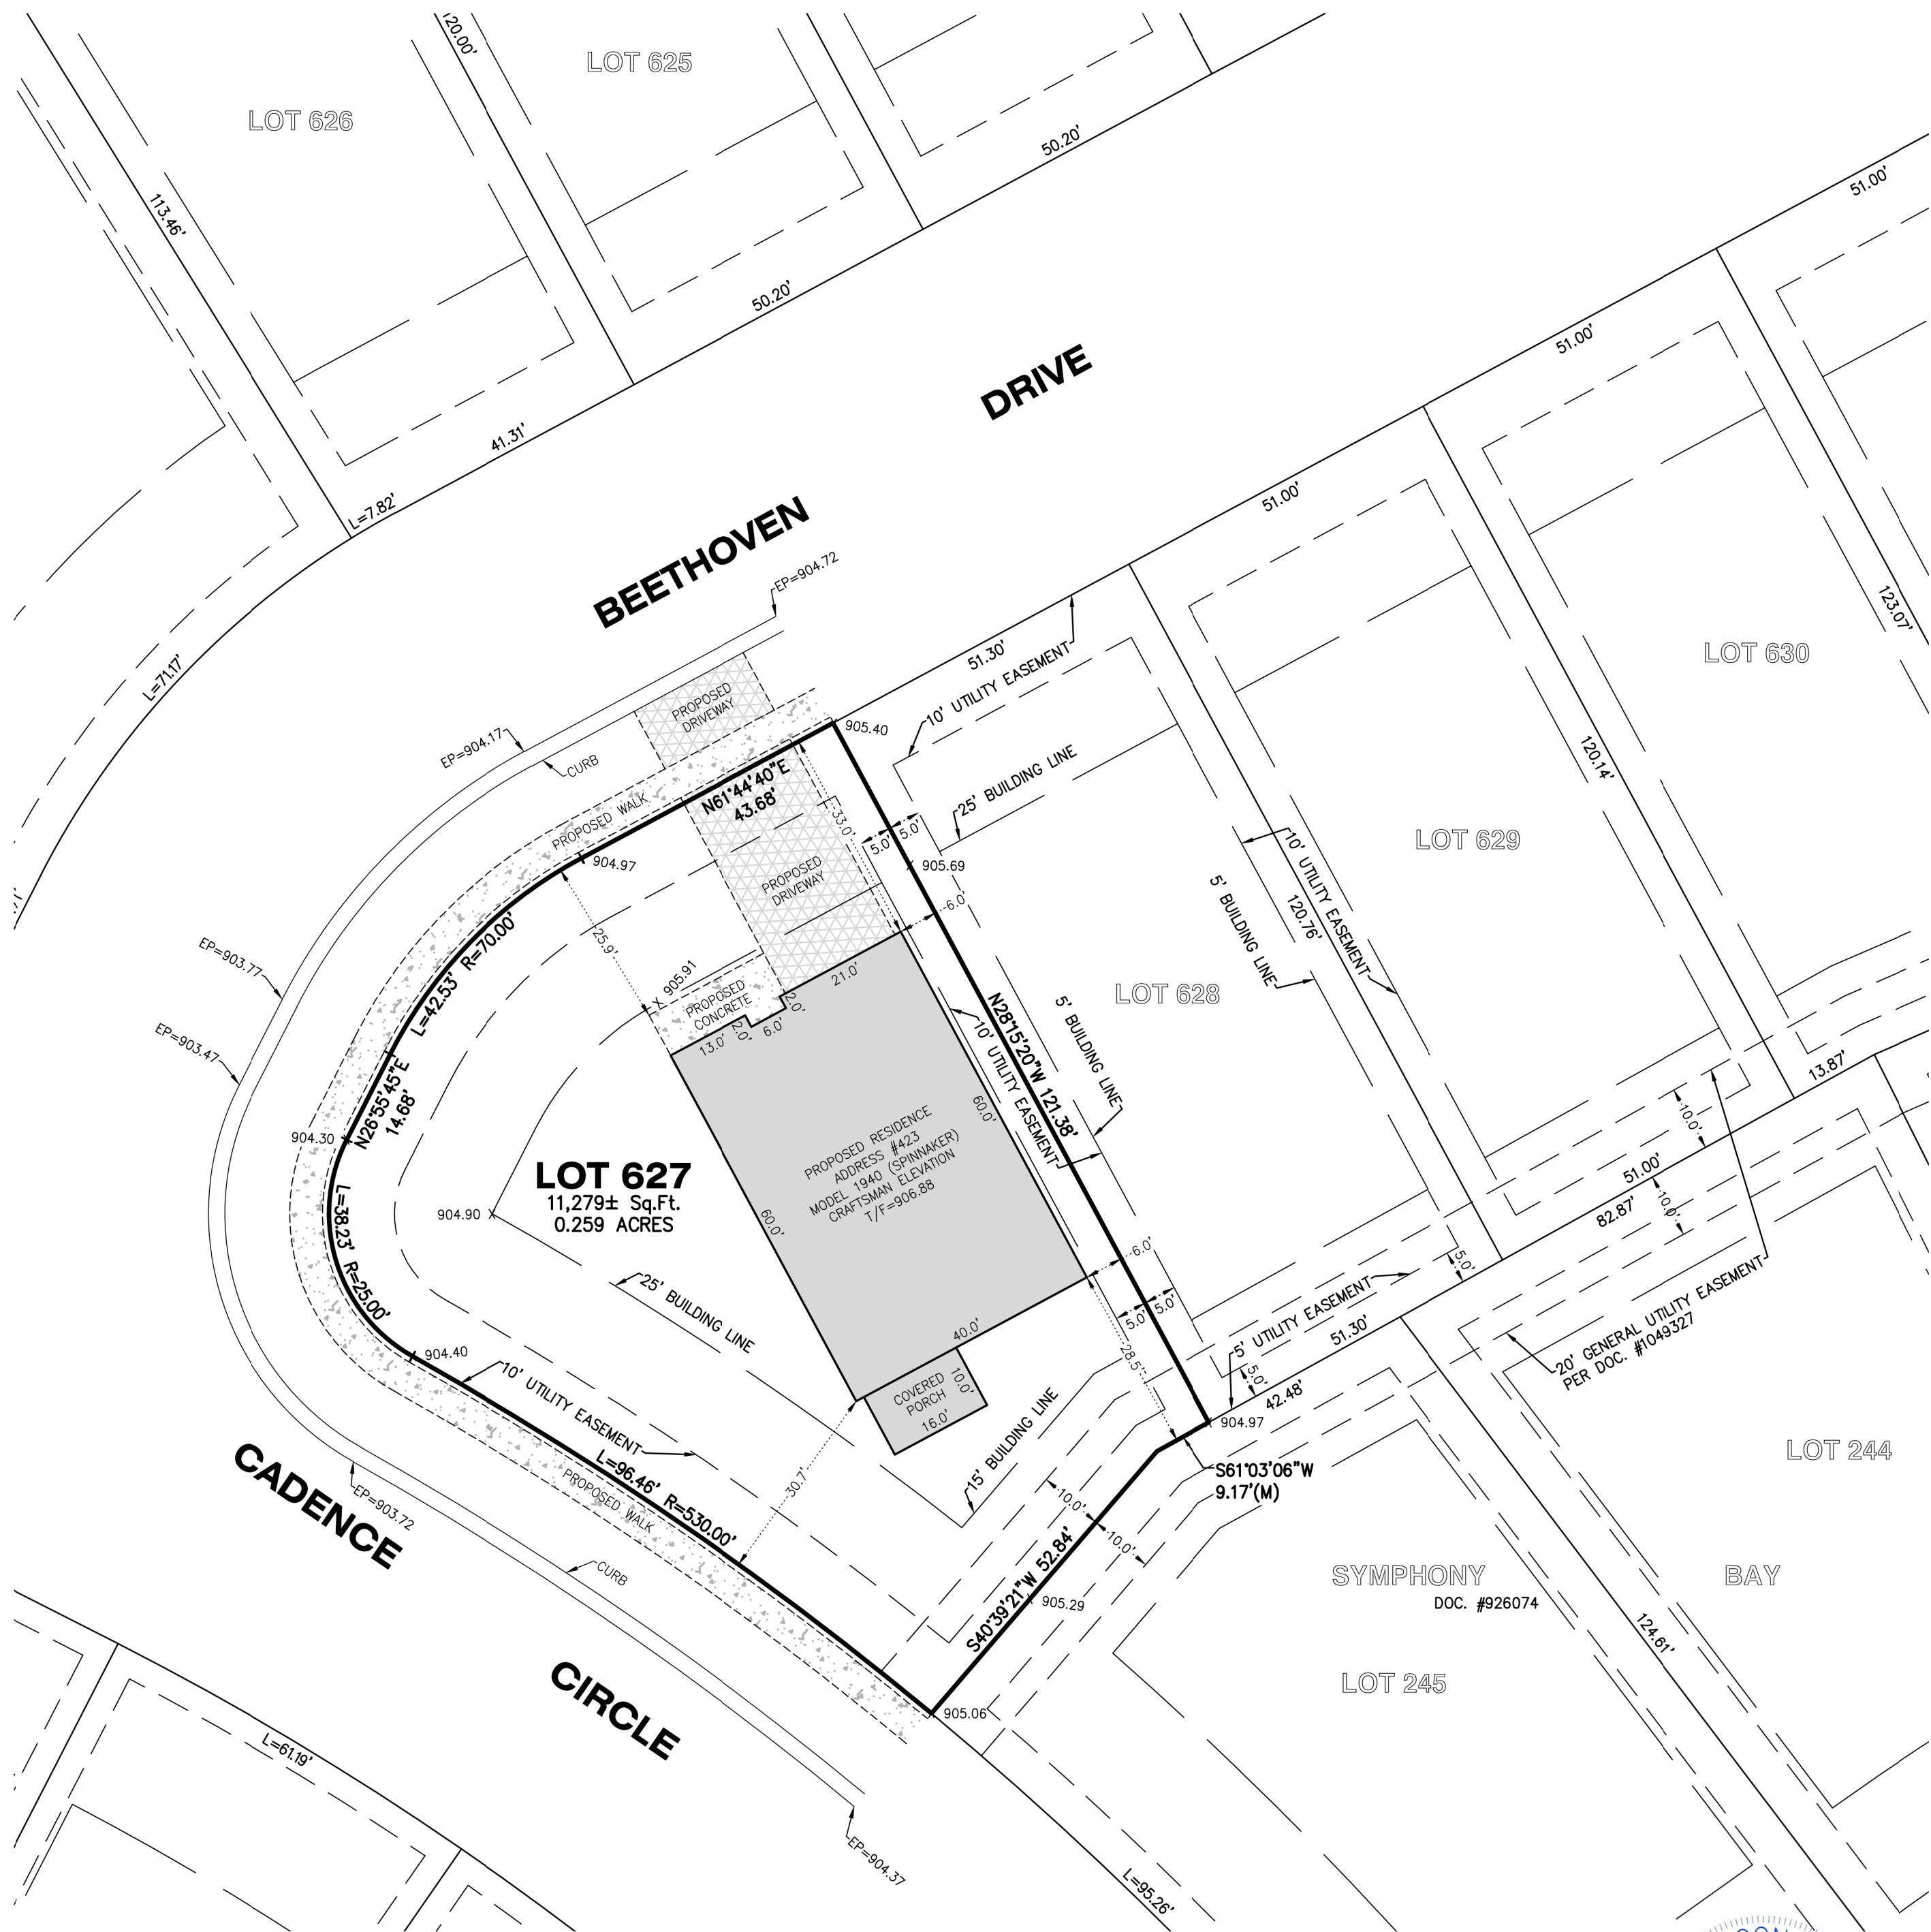 120.00'
LOT 625
LOT 626
113.46'
50.20'
50.20'
51.00'
41.31'
L=7.82'
DRIVE
51.00'
BEETHOVEN
EP=904.72
51.00'
L=71.17'
51.30'
10' UTILITY EASEMENT
123.07'
LOT 630
PROPOSED
DRIVEWAY
EP=904.17
CURB
905.40
25' BUILDING LINE
120.14'
N61°44'40"E
43.68'
PROPOSED WALK
33.0'
5.0'
5.0'
LOT 629
904.97
905.69
PROPOSED
DRIVEWAY
10' UTILITY EASEMENT
5' BUILDING LINE
120.76'
6.0'
25.9'
L=42.53' R=70.00'
EP=903.77
905.91
21.0'
PROPOSED
CONCRETE
2.0'
13.0'
2.0'
6.0'
LOT 628
N28°15'20"W 121.38'
5' BUILDING LINE
10' UTILITY EASEMENT
EP=903.47
N26°55'45"E
14.68'
904.30
60.0'
13.87'
10.0'
PROPOSED RESIDENCE
ADDRESS #423
MODEL 1940 (SPINNAKER)
CRAFTSMAN ELEVATION
T/F=906.88
LOT 627
11,279± Sq.Ft.
0.259 ACRES
904.90
60.0'
L=38.23' R=25.00'
51.00'
82.87'
10.0'
6.0'
5.0'
25' BUILDING LINE
5.0'
5.0'
5' UTILITY EASEMENT
51.30'
20' GENERAL UTILITY EASEMENT
PER DOC. #1049327
40.0'
28.5'
904.40
10' UTILITY EASEMENT
COVERED
PORCH
10.0'
16.0'
5.0'
42.48'
904.97
15' BUILDING LINE
LOT 244
S61°03'06"W
9.17'(M)
L=96.46' R=530.00'
PROPOSED WALK
30.7'
10.0'
10.0'
CADENCE
EP=903.72
CURB
S40°39'21"W 52.84'
905.29
SYMPHONY
BAY
DOC. #926074
124.61'
LOT 245
CIRCLE
905.06
L=61.19'
EP=904.37
L=95.26'